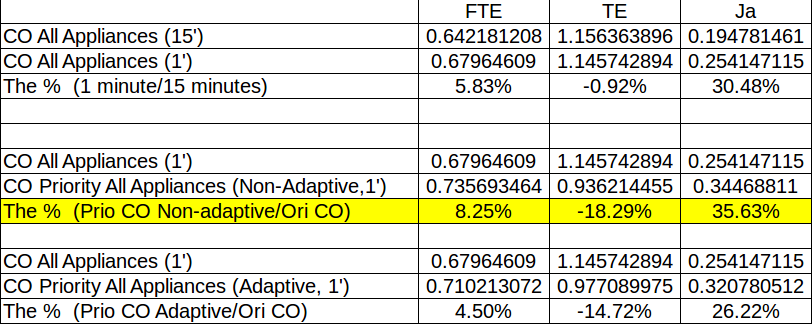 FTE TE Ja
CO All Appliances (15') 0.642181208 1.156363896 0.194781461
CO All Appliances (1') 0.67964609 1.145742894 0.254147115
The % (1 minute/15 minutes) 5.83% -0.92% 30.48%
CO All Appliances (1') 0.67964609 1.145742894 0.254147115
CO Priority All Appliances (Non-Adaptive,1') 0.735693464 0.936214455 0.34468811
The % (Prio CO Non-adaptive/Ori CO) 8.25% -18.29% 35.63%
CO All Appliances (1') 0.67964609 1.145742894 0.254147115
CO Priority All Appliances (Adaptive, 1') 0.710213072 0.977089975 0.320780512
The % (Prio CO Adaptive/Ori CO) 4.50% -14.72% 26.22%